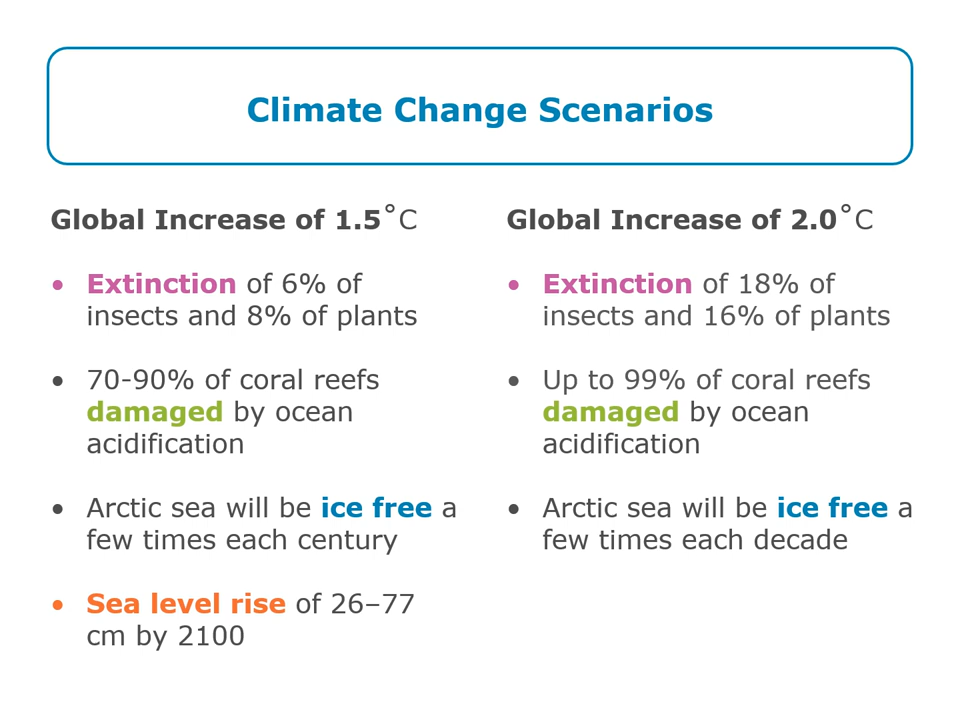 Climate Change Scenarios
Global Increase of 1.5˚C
• Extinction of 6% of
insects and 8% of plants
• 70-90% of coral reefs
damaged by ocean
acidification
• Arctic sea will be ice free a
few times each century
• Sea level rise of 26–77
cm by 2100
Global Increase of 2.0˚C
• Extinction of 18% of
insects and 16% of plants
• Up to 99% of coral reefs
damaged by ocean
acidification
• Arctic sea will be ice free a
few times each decade